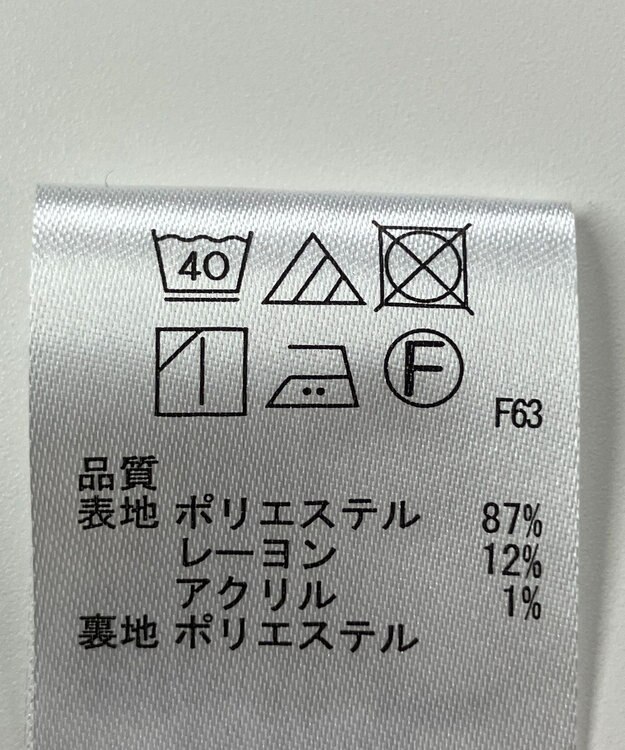 40
F
F63
品質
表地 ポリエステル 87%
レーヨン 12%
アクリル 1%
裏地 ポリエステル